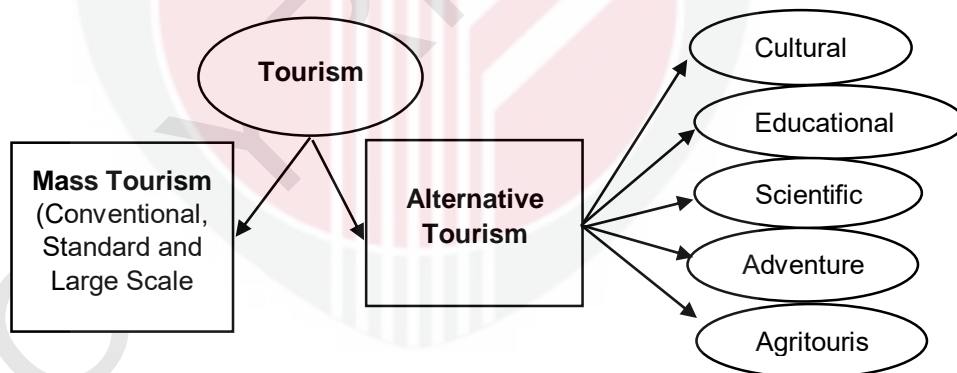 Tourism
Mass Tourism
(Conventional,
Standard and
Large Scale
Alternative
Tourism
Cultural
Educational
Scientific
Adventure
Agritouris